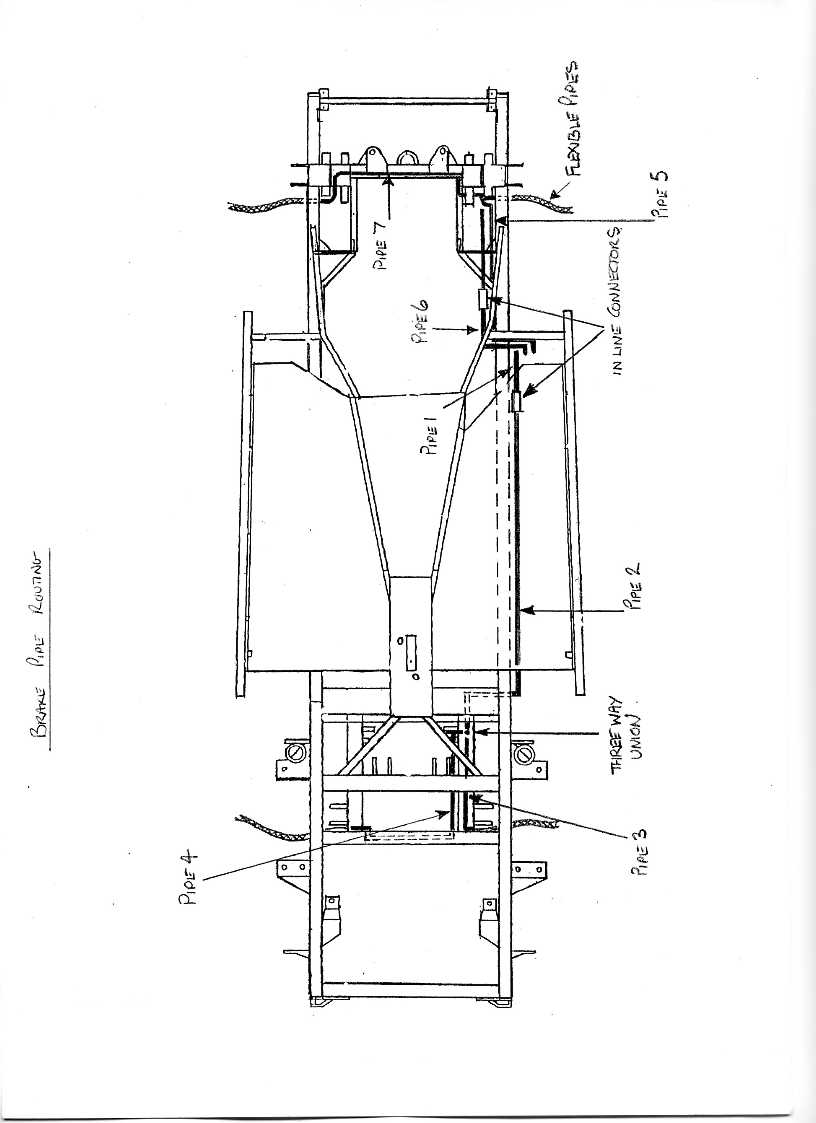 BRAKE PIPE ROUTING
FLEXIBLE PIPES
PIPE 5
PIPE 7
IN LINE CONNECTORS
PIPE 6
PIPE 1
PIPE 2
THREE WAY
UNION
PIPE 3
PIPE 4